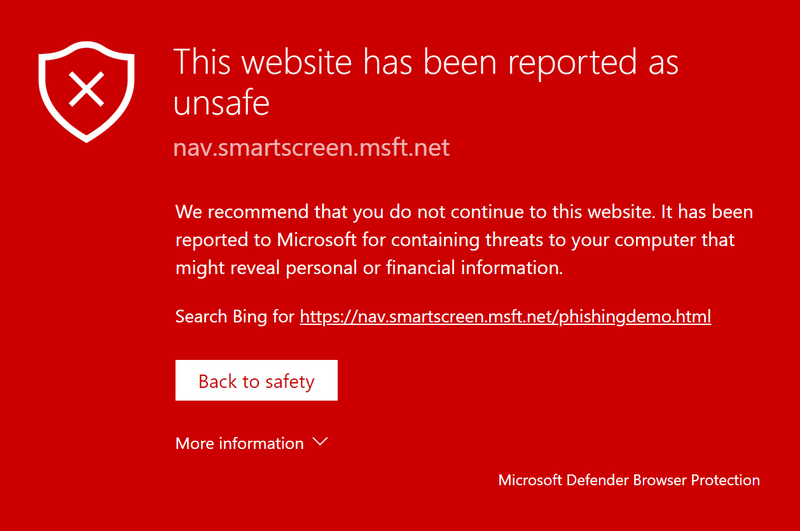 This website has been reported as
unsafe
nav.smartscreen.msft.net
We recommend that you do not continue to this website. It has been
reported to Microsoft for containing threats to your computer that
might reveal personal or financial information.
Search Bing for https://nav.smartscreen.msft.net/phishingdemo.html
Back to safety
More information
Microsoft Defender Browser Protection